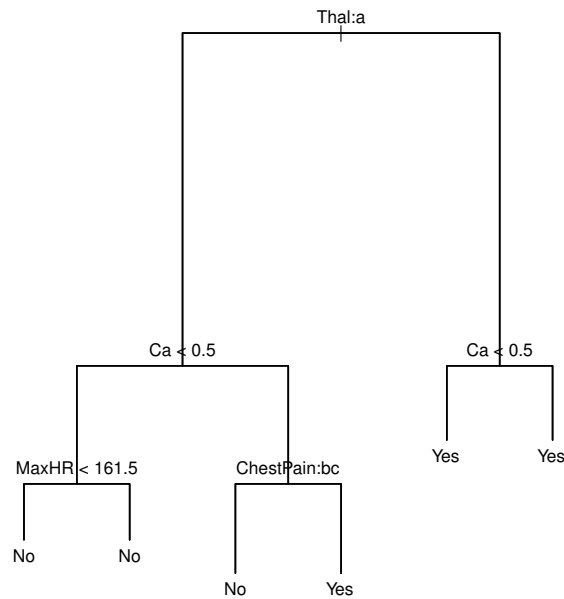 Thal:a
Ca < 0.5
Ca < 0.5
MaxHR < 161.5
ChestPain:bc
Yes
Yes
No
No
No
Yes